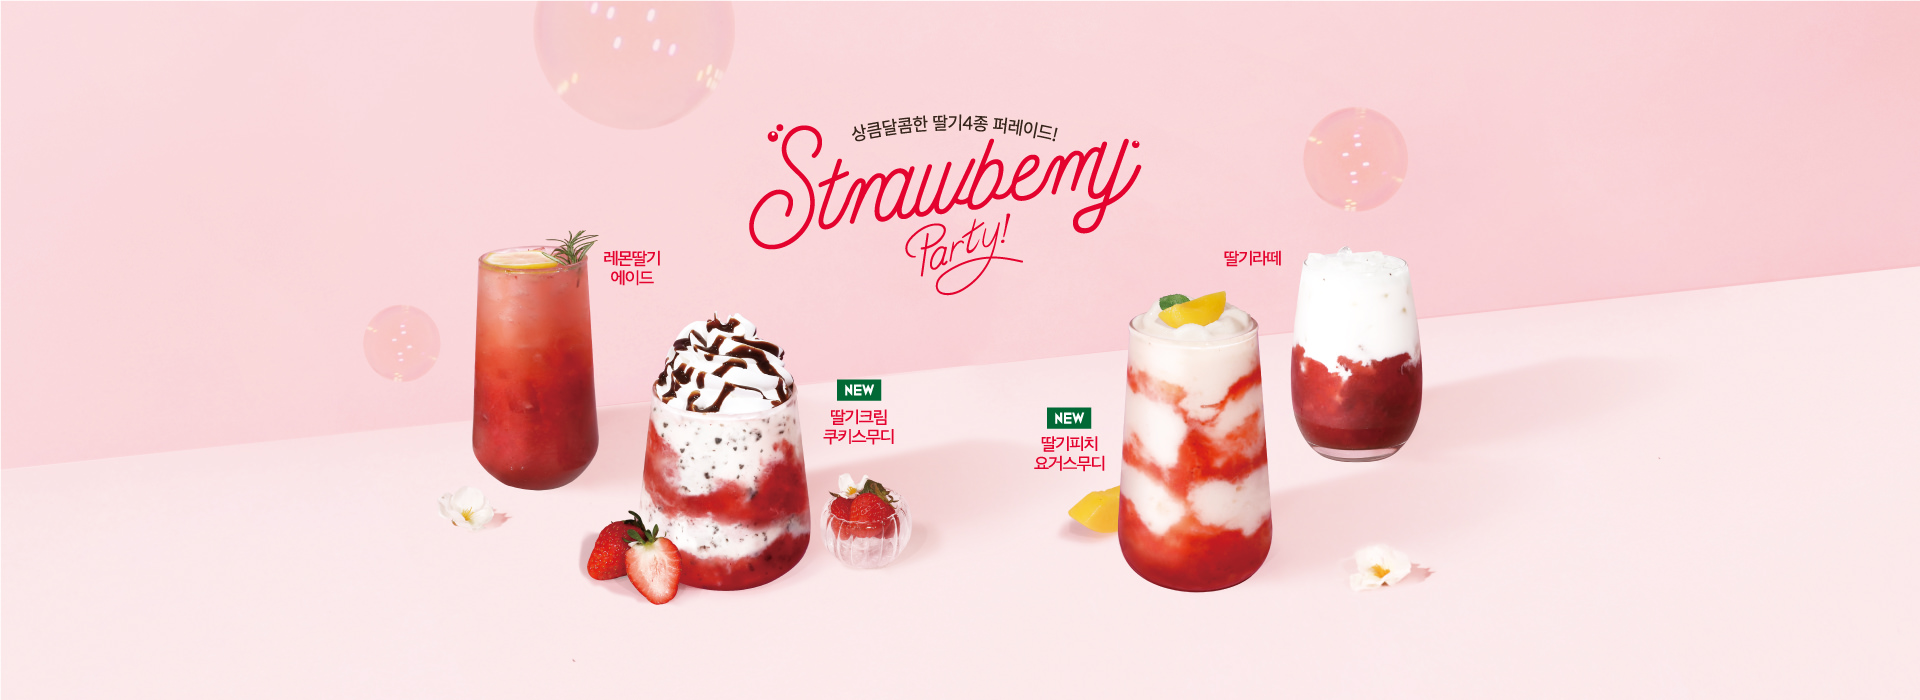 상큼달콤한 딸기4종 퍼레이드!
Strawberry
Party!
레몬딸기
에이드
딸기라떼
NEW
딸기크림
쿠키스무디
NEW
딸기피치
요거스무디